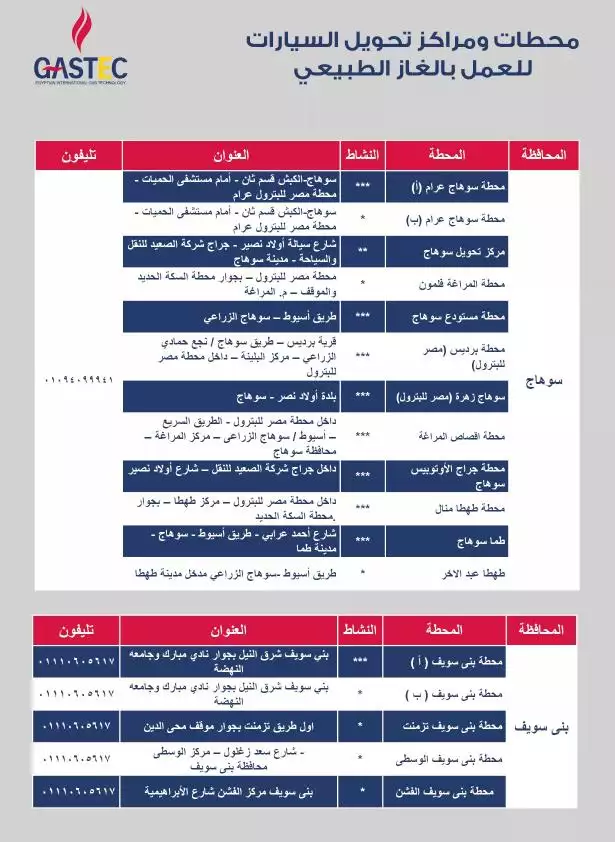 GASTEC
EGYPTIAN INTERNATIONAL GAS TECHNOLOGY
محطات ومراكز تحويل السيارات
للعمل بالغاز الطبيعي
المحافظة المحطة النشاط العنوان تليفون
سوهاج
٠١٠٩٤٠٩٩٩٤١
محطة سوهاج عرام (أ) *** سوهاج-الكبش قسم ثان - أمام مستشفى الحميات -
محطة مصر للبترول عرام
محطة سوهاج عرام (ب) * سوهاج-الكبش قسم ثان - أمام مستشفى الحميات -
محطة مصر للبترول عرام
مركز تحويل سوهاج ** شارع سيالة أولاد نصير - جراج شركة الصعيد للنقل
والسياحة - مدينة سوهاج
محطة المراغة فلمون * محطة مصر للبترول – بجوار محطة السكة الحديد
والموقف – م. المراغة
محطة مستودع سوهاج *** طريق أسيوط – سوهاج الزراعي
محطة برديس (مصر
للبترول) *** قرية برديس – طريق سوهاج / نجع حمادي
الزراعي – مركز البلينة – داخل محطة مصر
للبترول
سوهاج زهرة (مصر للبترول) *** بلدة أولاد نصر - سوهاج
محطة اقصاص المراغة *** داخل محطة مصر للبترول - الطريق السريع
– أسيوط / سوهاج الزراعى – مركز المراغة –
محافظة سوهاج
محطة جراج الأوتوبيس
سوهاج *** داخل جراج شركة الصعيد للنقل – شارع أولاد نصير
محطة طهطا منال *** داخل محطة مصر للبترول – مركز طهطا – بجوار
محطة السكة الحديد.
طما سوهاج *** شارع أحمد عرابي - طريق أسيوط - سوهاج -
مدينة طما
طهطا عبد الاخر * طريق أسيوط -سوهاج الزراعي مدخل مدينة طهطا
المحافظة المحطة النشاط العنوان تليفون
بنى سويف
محطة بنى سويف ( أ ) *** بني سويف شرق النيل بجوار نادي مبارك وجامعه
النهضة ٠١١١٠٦٠٥٦١٧
محطة بنى سويف ( ب ) * بني سويف شرق النيل بجوار نادي مبارك وجامعه
النهضة ٠١١١٠٦٠٥٦١٧
محطة بنى سويف تزمنت * اول طريق تزمنت بجوار موقف محى الدين ٠١١١٠٦٠٥٦١٧
محطة بنى سويف الوسطى * - شارع سعد زغلول – مركز الوسطى
محافظة بنى سويف ٠١١١٠٦٠٥٦١٧
محطة بنى سويف الفشن * بنى سويف مركز الفشن شارع الأبراهيمية ٠١١١٠٦٠٥٦١٧